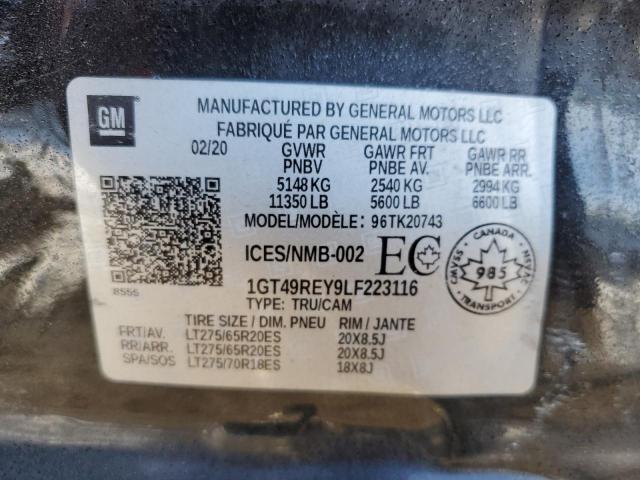 GM
MANUFACTURED BY GENERAL MOTORS LLC
FABRIQUÉ PAR GENERAL MOTORS LLC
02/20 GVWR GAWR FRT GAWR RR
PNBV PNBE AV. PNBE ARR.
5148 KG 2540 KG 2994 KG
11350 LB 5600 LB 6600 LB
MODEL/MODÈLE: 96TK20743
ICES/NMB-002 EC
CANADA
CMVSS 985 NSVAC
8555
1GT49REY9LF223116
TYPE: TRU/CAM
TIRE SIZE / DIM. PNEU RIM / JANTE
FRT/AV. LT275/65R20ES 20X8.5J
RR/ARR. LT275/65R20ES 20X8.5J
SPA/SOS LT275/70R18ES 18X8J